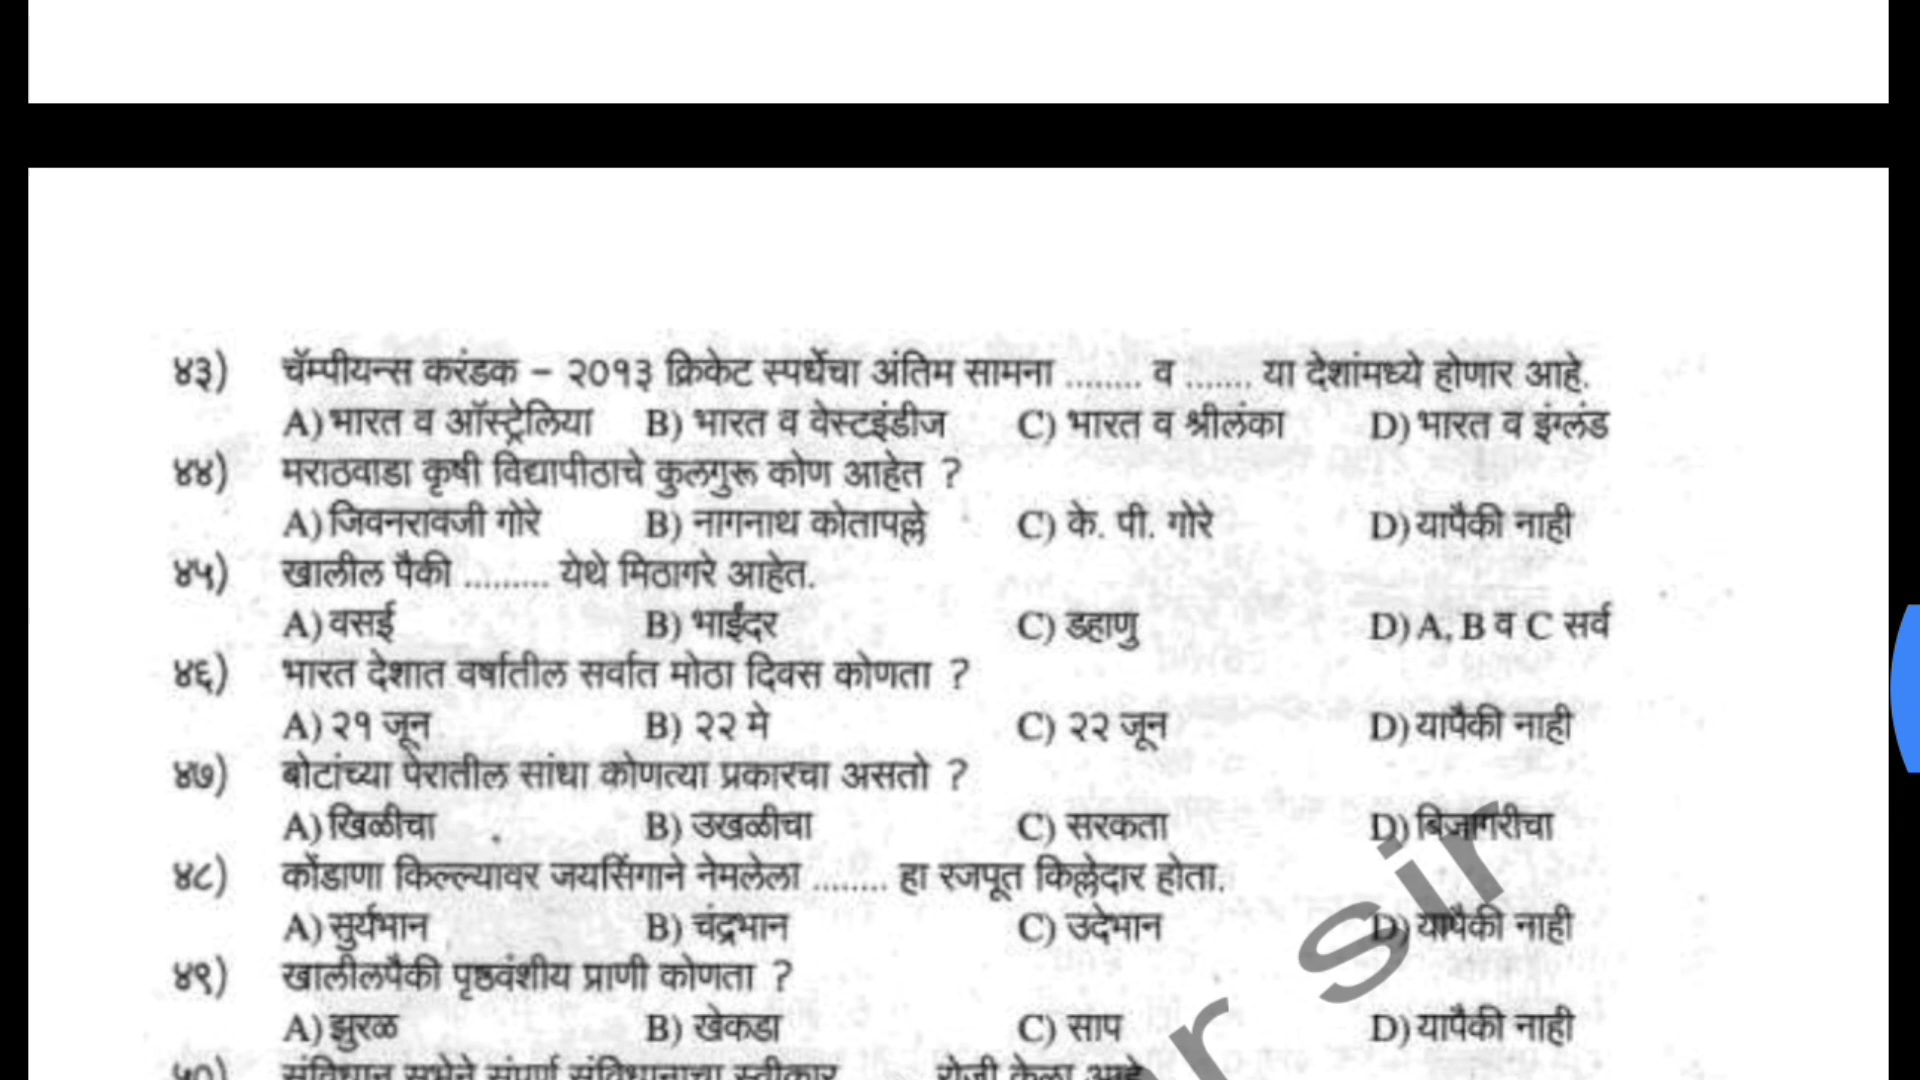 ४३) चॅम्पीयन्स करंडक – २०१३ क्रिकेट स्पर्धेचा अंतिम सामना ........ व ....... या देशांमध्ये होणार आहे.
A) भारत व ऑस्ट्रेलिया B) भारत व वेस्टइंडीज C) भारत व श्रीलंका D) भारत व इंग्लंड
४४) मराठवाडा कृषी विद्यापीठाचे कुलगुरू कोण आहेत ?
A) जिवनरावजी गोरे B) नागनाथ कोतापल्ले C) के. पी. गोरे D) यापैकी नाही
४५) खालील पैकी ......... येथे मिठागरे आहेत.
A) वसई B) भाईंदर C) डहाणु D) A, B व C सर्व
४६) भारत देशात वर्षातील सर्वात मोठा दिवस कोणता ?
A) २१ जून B) २२ मे C) २२ जून D) यापैकी नाही
४७) बोटांच्या पेरातील सांधा कोणत्या प्रकारचा असतो ?
A) खिळीचा B) उखळीचा C) सरकता D) बिजागरीचा
४८) कोंडाणा किल्ल्यावर जयसिंगाने नेमलेला ........ हा रजपूत किल्लेदार होता.
A) सुर्यभान B) चंद्रभान C) उदेभान D) यापैकी नाही
४९) खालीलपैकी पृष्ठवंशीय प्राणी कोणता ?
A) झुरळ B) खेकडा C) साप D) यापैकी नाही
५०) संविधान सभेने संपूर्ण संविधानाचा स्वीकार ........ रोजी केला आहे
r sir